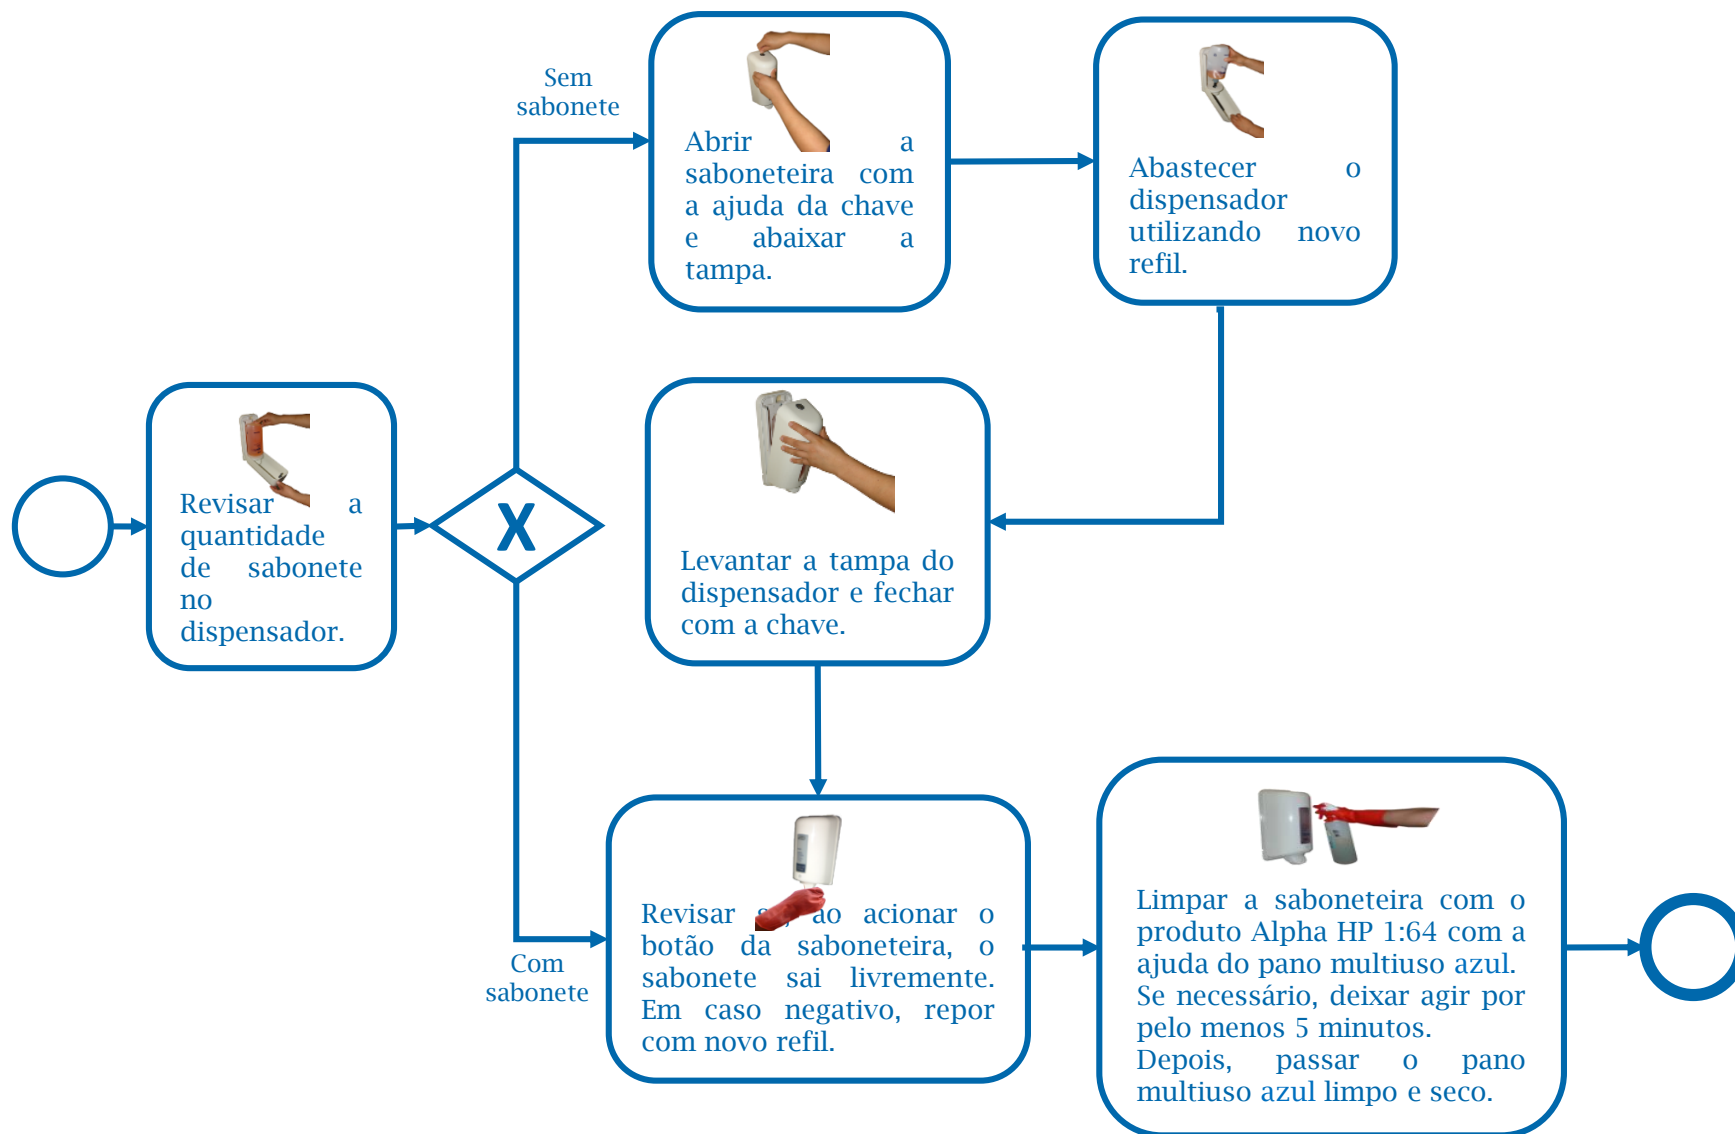 Sem
sabonete
Abrir a
saboneteira com
a ajuda da chave
e abaixar a
tampa.
Abastecer o
dispensador
utilizando novo
refil.
Revisar a
quantidade
de sabonete
no
dispensador.
X
Levantar a tampa do
dispensador e fechar
com a chave.
Com
sabonete
Revisar ao acionar o
botão da saboneteira, o
sabonete sai livremente.
Em caso negativo, repor
com novo refil.
Limpar a saboneteira com o
produto Alpha HP 1:64 com a
ajuda do pano multiuso azul.
Se necessário, deixar agir por
pelo menos 5 minutos.
Depois, passar o pano
multiuso azul limpo e seco.